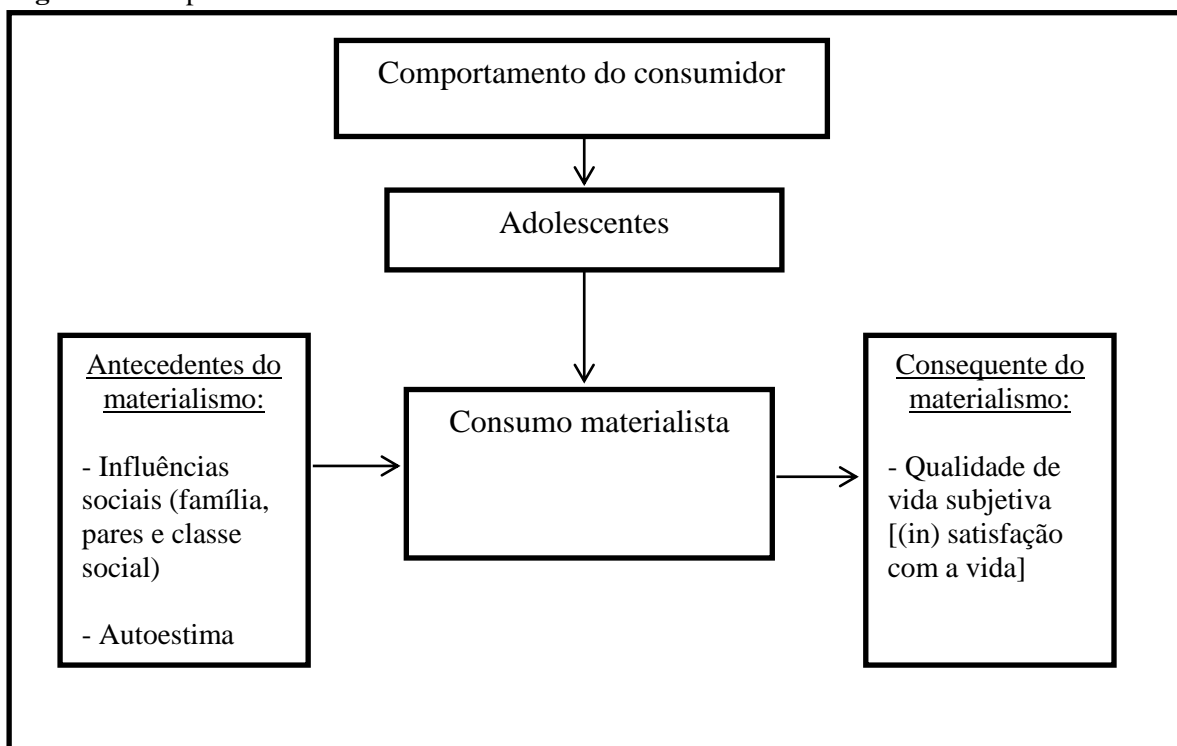 Comportamento do consumidor
Adolescentes
Antecedentes do
materialismo:
- Influências
sociais (família,
pares e classe
social)
- Autoestima
Consumo materialista
Consequente do
materialismo:
- Qualidade de
vida subjetiva
[(in) satisfação
com a vida]